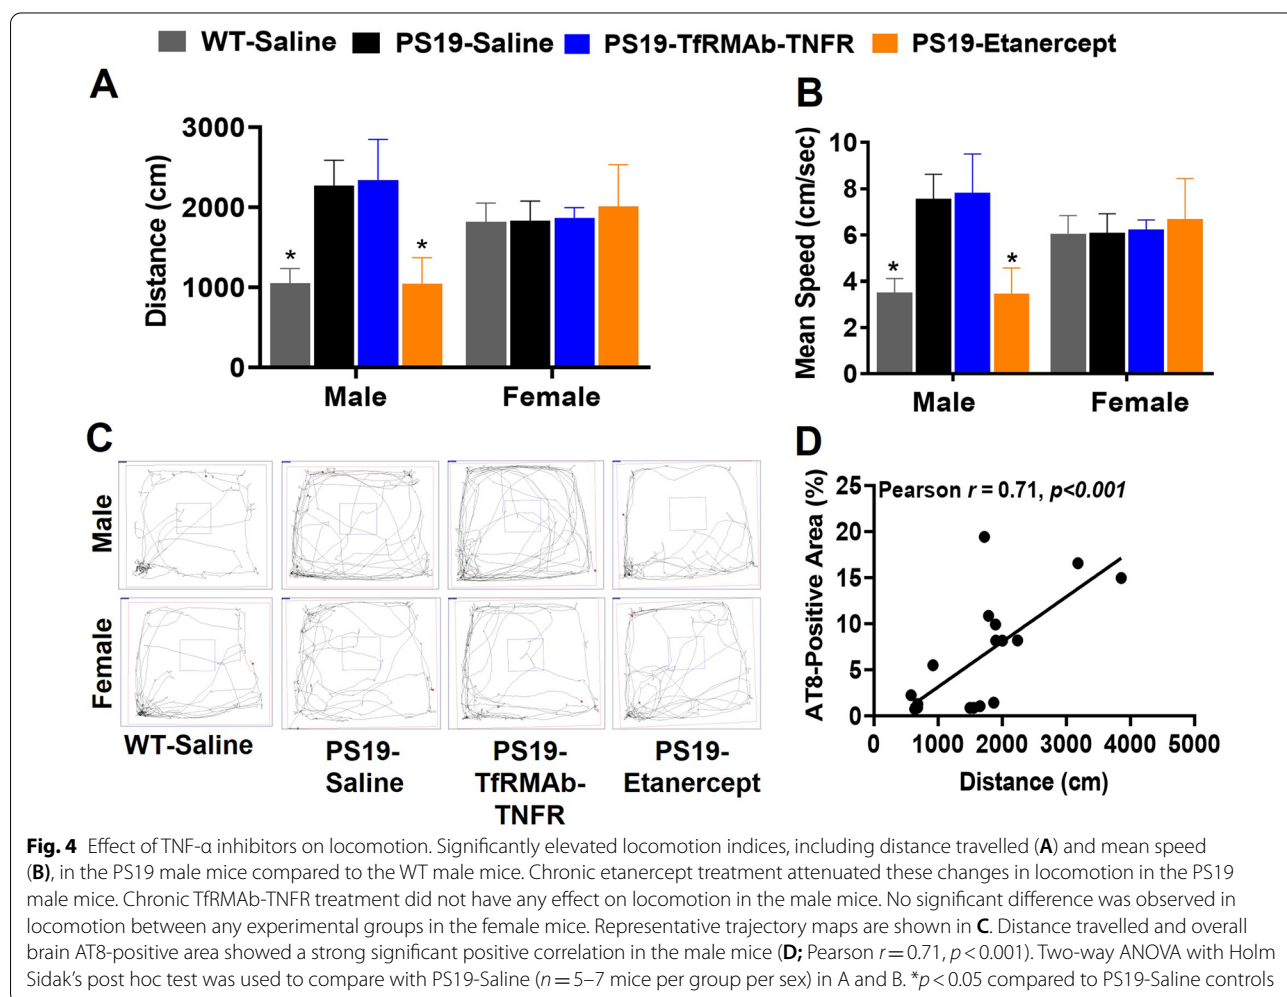 WT-Saline PS19-Saline PS19-TfRMAb-TNFR PS19-Etanercept
A
Distance (cm)
3000
2000
1000
0
*
*
Male Female
B
Mean Speed (cm/sec)
10
8
6
4
2
0
*
*
Male Female
C
Male
Female
WT-Saline
PS19-
Saline
PS19-
TfRMAb-
TNFR
PS19-
Etanercept
D
AT8-Positive Area (%)
25
20
15
10
5
0
Pearson r = 0.71, p<0.001
0 1000 2000 3000 4000 5000
Distance (cm)
Fig. 4 Effect of TNF-α inhibitors on locomotion. Significantly elevated locomotion indices, including distance travelled (A) and mean speed
(B), in the PS19 male mice compared to the WT male mice. Chronic etanercept treatment attenuated these changes in locomotion in the PS19
male mice. Chronic TfRMAb-TNFR treatment did not have any effect on locomotion in the male mice. No significant difference was observed in
locomotion between any experimental groups in the female mice. Representative trajectory maps are shown in C. Distance travelled and overall
brain AT8-positive area showed a strong significant positive correlation in the male mice (D; Pearson r = 0.71, p < 0.001). Two-way ANOVA with Holm
Sidak's post hoc test was used to compare with PS19-Saline (n = 5–7 mice per group per sex) in A and B. *p < 0.05 compared to PS19-Saline controls